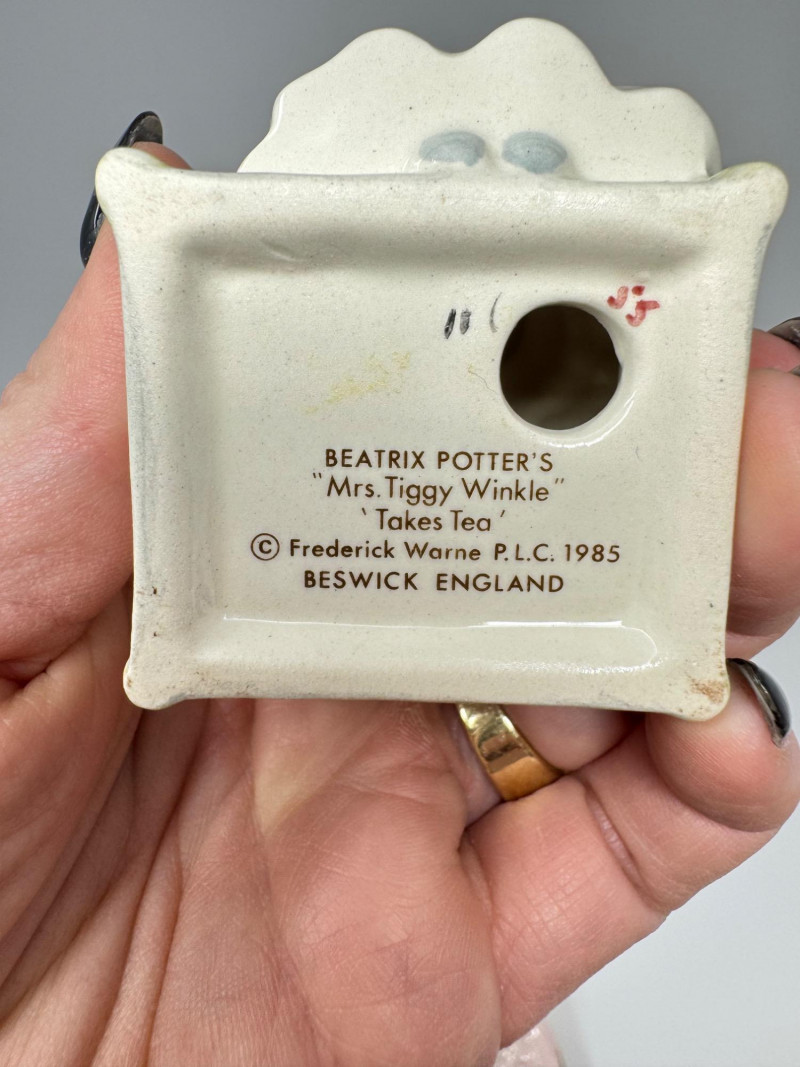 BEATRIX POTTER'S
"Mrs. Tiggy Winkle"
'Takes Tea'
© Frederick Warne P.L.C. 1985
BESWICK ENGLAND